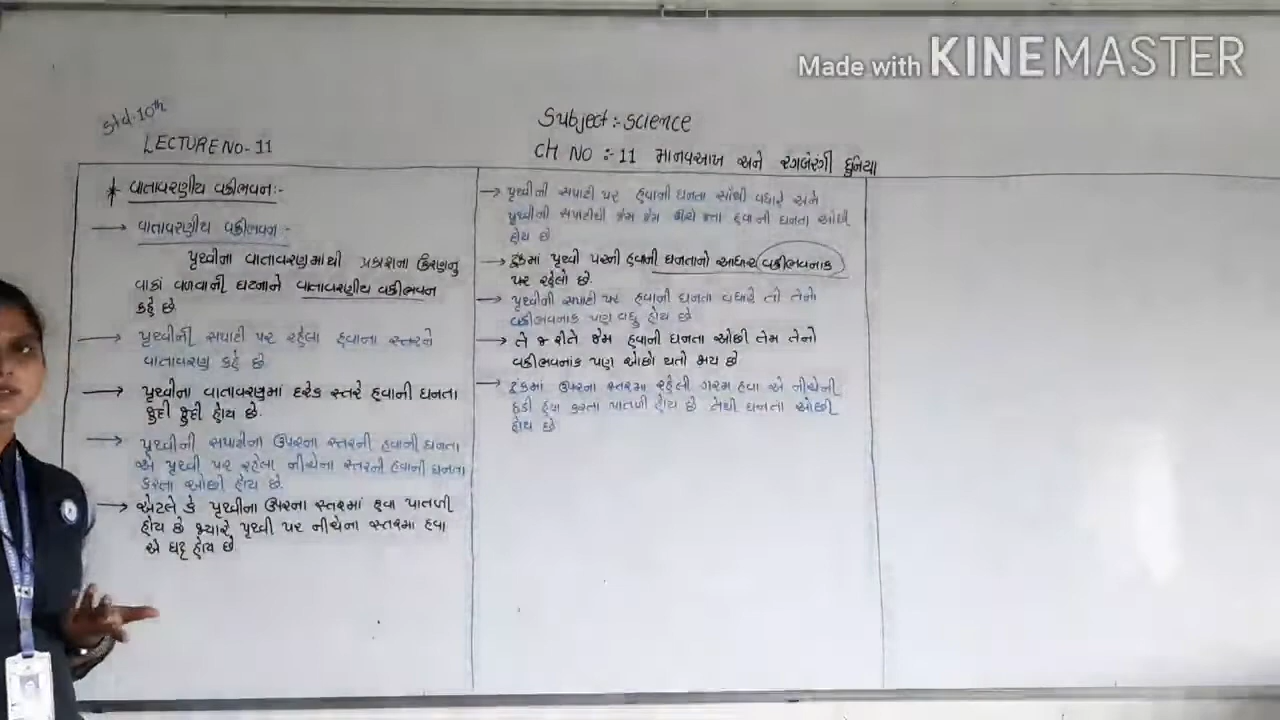 Made with KINEMASTER
Std:10th
LECTURE NO- 11
Subject:- Science
CH NO :- 11 માનવઆંખ અને રંગબેરંગી દુનિયા
* વાતાવરણીય વક્રીભવન:-
→ વાતાવરણીય વક્રીભવન:-
પૃથ્વીના વાતાવરણમાંથી પ્રકાશના કિરણનુ
વાંકાં વળવાની ઘટનાને વાતાવરણીય વક્રીભવન
કહે છે.
→ પૃથ્વીની સપાટી પર રહેલા હવાના સ્તરને
વાતાવરણ કહે છે.
→ પૃથ્વીના વાતાવરણમાં દરેક સ્તરે હવાની ઘનતા
જુદી જુદી હોય છે.
→ પૃથ્વીની સપાટીના ઉપરના સ્તરની હવાની ઘનતા
એ પૃથ્વી પર રહેલા નીચેના સ્તરની હવાની ઘનતા
કરતા ઓછી હોય છે.
→ એટલે કે પૃથ્વીના ઉપરના સ્તરમાં હવા પાતળી
હોય છે જ્યારે પૃથ્વી પર નીચેના સ્તરમા હવા
એ ઘટ્ટ હોય છે
→ પૃથ્વીની સપાટી પર હવાની ઘનતા સૌથી વધારે અને
પૃથ્વીની સપાટીથી જેમ જેમ ઊંચે જતા હવાની ઘનતા ઓછી
હોય છે
→ ટુંકમાં પૃથ્વી પરની હવાની ઘનતાનો આધાર વક્રીભવનાંક
પર રહેલો છે.
→ પૃથ્વીની સપાટી પર હવાની ઘનતા વધારે તો તેનો
વક્રીભવનાંક પણ વધુ હોય છે
→ તે જ રીતે જેમ હવાની ઘનતા ઓછી તેમ તેનો
વક્રીભવનાંક પણ ઓછો થતો જાય છે
→ ટુંકમાં ઉપરના સ્તરમા રહેલી ગરમ હવા એ નીચેની
ઠંડી હવા કરતા પાતળી હોય છે તેથી ઘનતા ઓછી
હોય છે